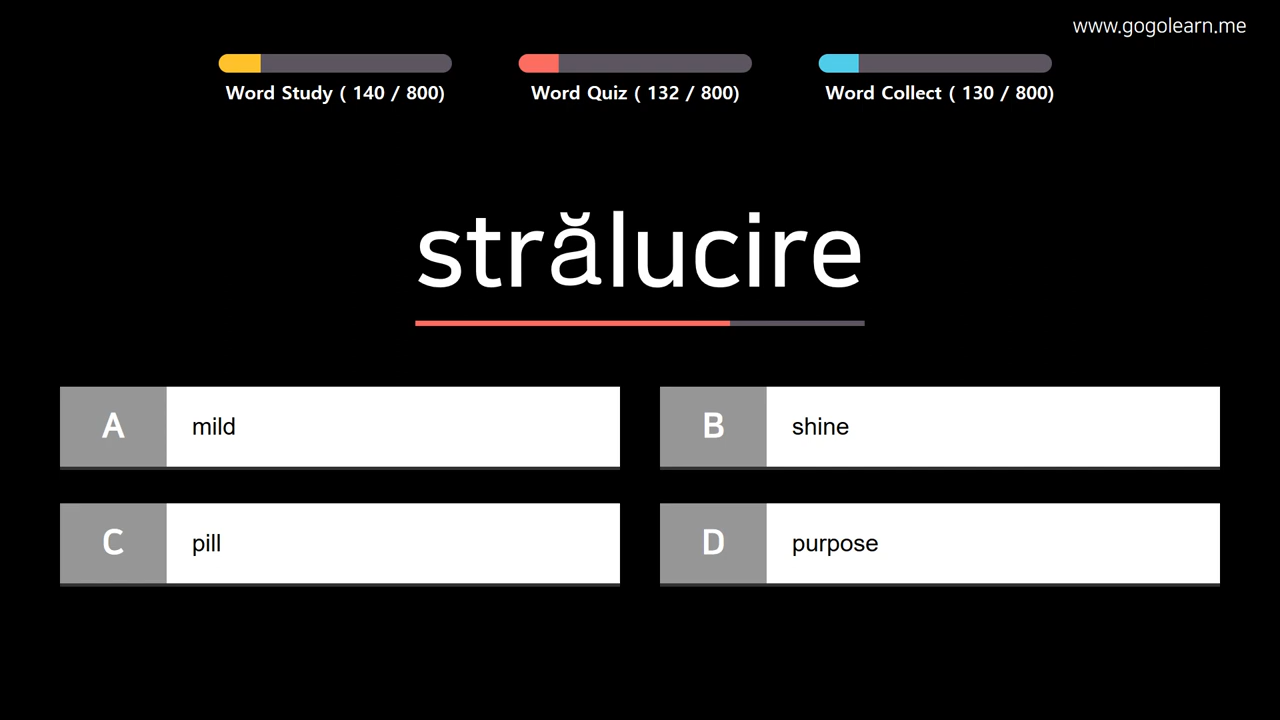 www.gogolearn.me
Word Study ( 140 / 800)
Word Quiz ( 132 / 800)
Word Collect ( 130 / 800)
strălucire
A mild
B shine
C pill
D purpose